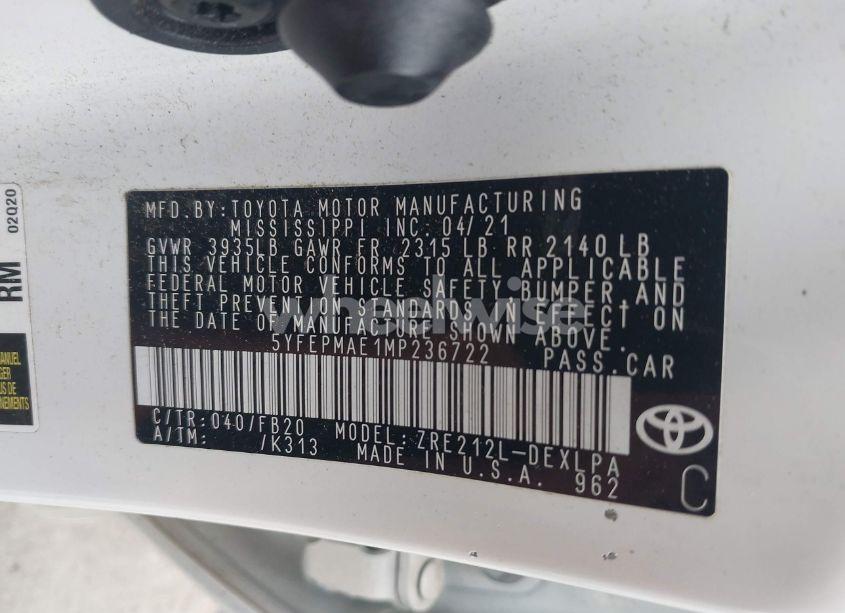 MFD.BY:TOYOTA MOTOR MANUFACTURING
MISSISSIPPI INC. 04/21
GVWR 3935LB GAWR FR 2315 LB RR 2140 LB
THIS VEHICLE CONFORMS TO ALL APPLICABLE
FEDERAL MOTOR VEHICLE SAFETY, BUMPER, AND
THEFT PREVENTION STANDARDS IN EFFECT ON
THE DATE OF MANUFACTURE SHOWN ABOVE.
5YFEPMAE1MP236722 PASS.CAR
C/TR:040/FB20 MODEL:ZRE212L-DEXLPA
A/TM: /K313 MADE IN U.S.A. 962
C
RM 02Q20